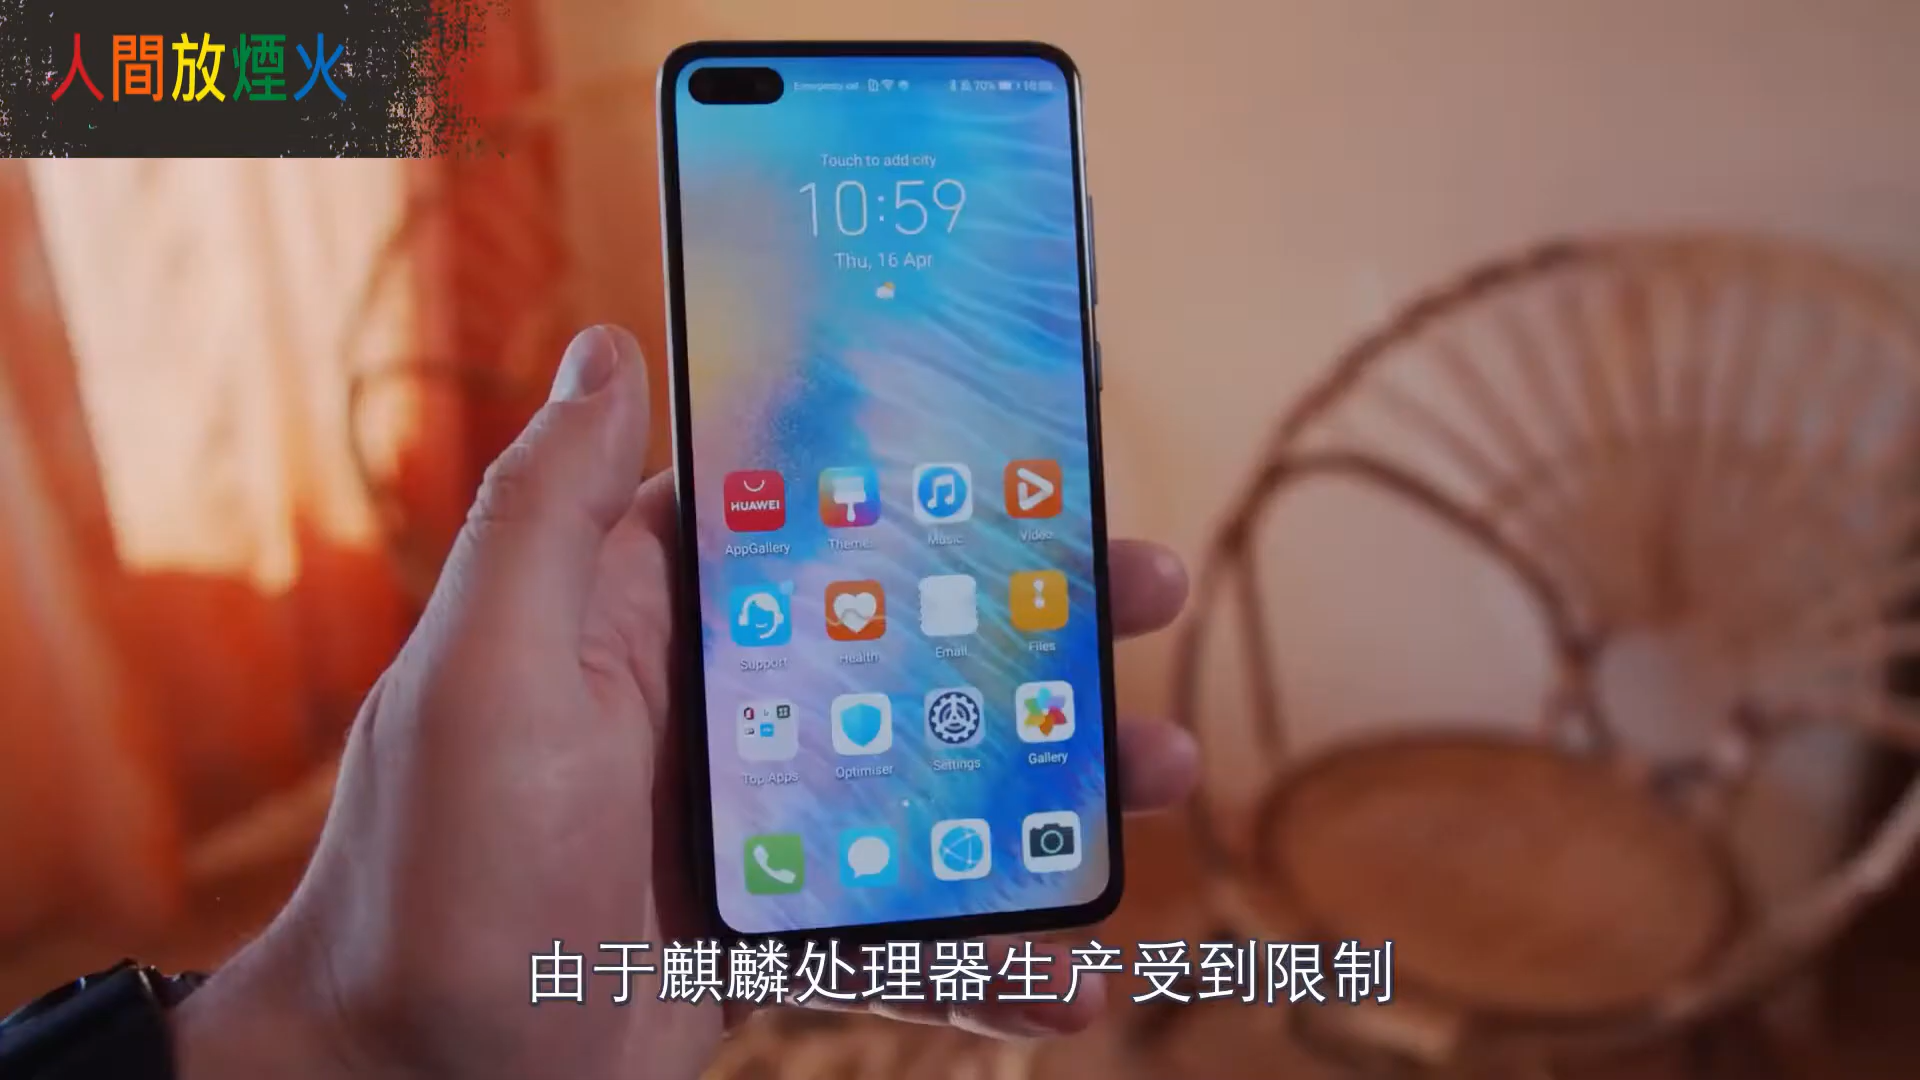 人間放煙火
70%
Touch to add city
10:59
Thu, 16 Apr
HUAWEI
AppGallery
Theme...
Music
Video
Support
Health
Email
Files
Top Apps
Optimiser
Settings
Gallery
由于麒麟处理器生产受到限制